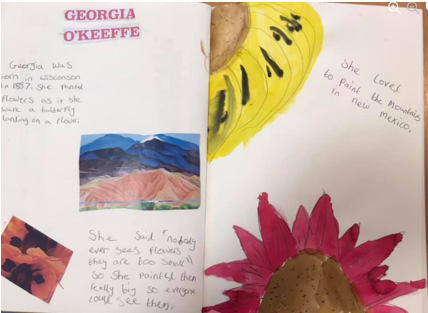 GEORGIA
O'KEEFFE
Georgia was
born in wisconson
in 1887. She Painted
Flowers as if she
were a butterfly
landing on a flower.
She Said "nobody
ever sees Flowers
they are too Small"
So She Painted them
really big so everyone
could see them.
She loved
to Paint the mountains
in new mexico.